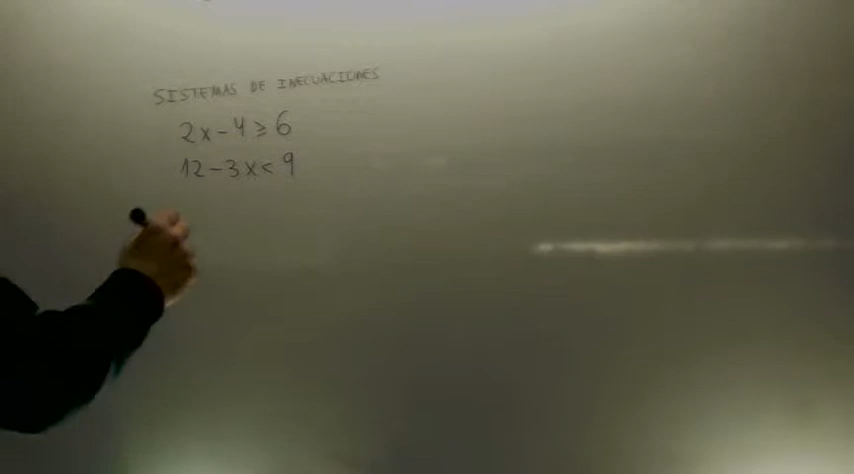 SISTEMAS DE INECUACIONES
2x-4≥6
12-3x<9